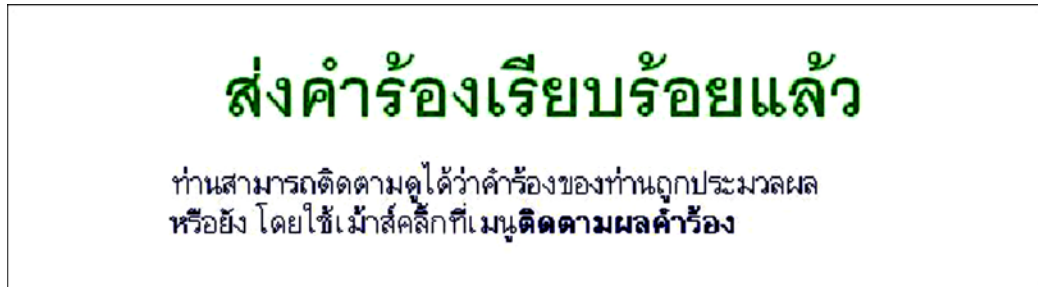 ส่งคำร้องเรียบร้อยแล้ว
ท่านสามารถติดตามดูได้ว่าคำร้องของท่านถูกประมวลผล
หรือยัง โดยใช้เม้าส์คลิ๊กที่เมนูติดตามผลคำร้อง